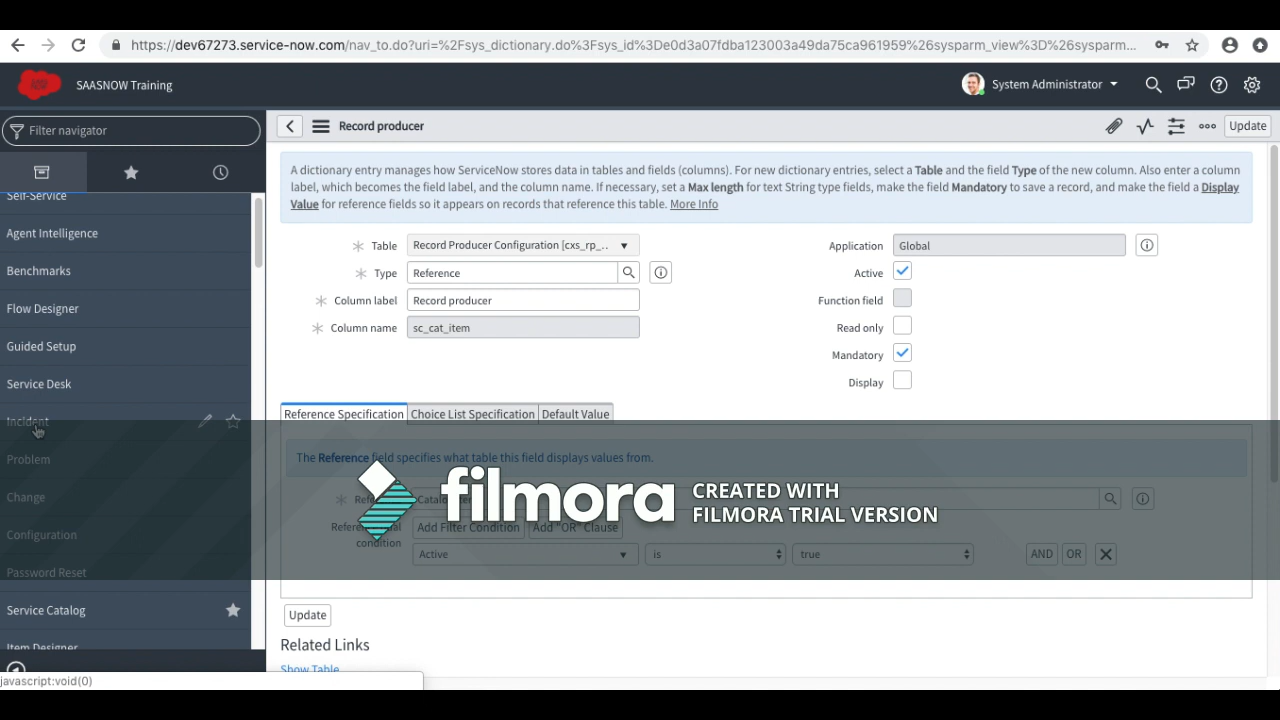 https://dev67273.service-now.com/nav_to.do?uri=%2Fsys_dictionary.do%3Fsys_id%3De0d3a07fdba123003a49da75ca961959%26sysparm_view%3D%26sysparm...
SAASNOW Training
System Administrator
Filter navigator
Record producer
Update
A dictionary entry manages how ServiceNow stores data in tables and fields (columns). For new dictionary entries, select a Table and the field Type of the new column. Also enter a column
label, which becomes the field label, and the column name. If necessary, set a Max length for text String type fields, make the field Mandatory to save a record, and make the field a Display
Value for reference fields so it appears on records that reference this table. More Info
Self-Service
Agent Intelligence
Benchmarks
Flow Designer
Guided Setup
Service Desk
Incident
Problem
Change
Configuration
Password Reset
Service Catalog
Item Designer
Table
Record Producer Configuration [cxs_rp_..
Application
Global
Type
Reference
Active
Column label
Record producer
Function field
Column name
sc_cat_item
Read only
Mandatory
Display
Reference Specification
Choice List Specification
Default Value
The Reference field specifies what table this field displays values from.
Add Filter Condition
Add "OR" Clause
condition
Active
is
true
AND
OR
filmora
CREATED WITH
FILMORA TRIAL VERSION
Update
Related Links
Show Table
javascript:void(0)